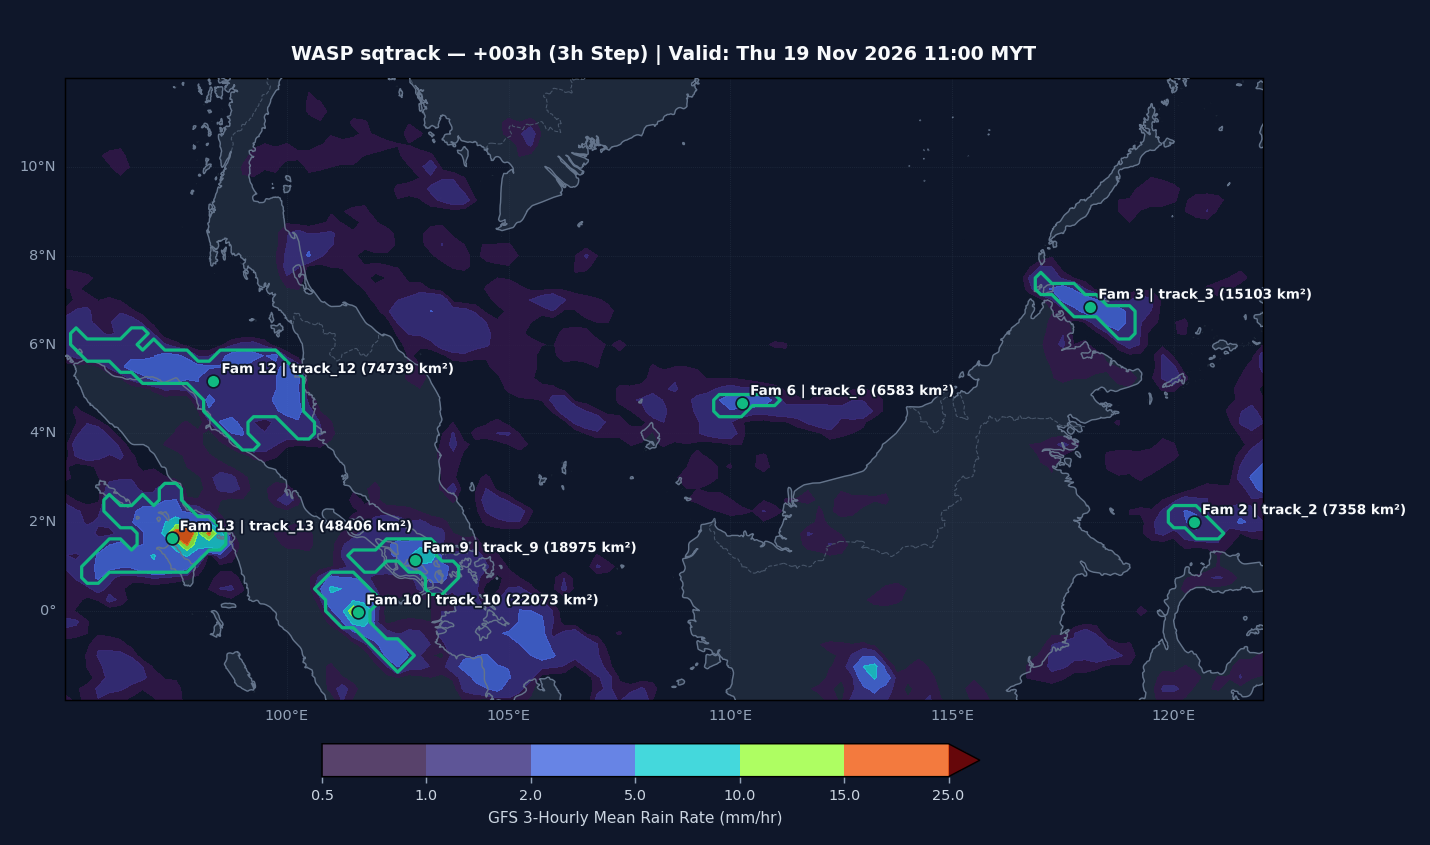 WASP sqtrack — +003h (3h Step) | Valid: Thu 19 Nov 2026 11:00 MYT
10°N
8°N
Fam 3 | track_3 (15103 km²)
6°N
Fam 12 | track_12 (74739 km²)
Fam 6 | track_6 (6583 km²)
4°N
2°N
Fam 2 | track_2 (7358 km²)
Fam 13 | track_13 (48406 km²)
Fam 9 | track_9 (18975 km²)
Fam 10 | track_10 (22073 km²)
0°
100°E 105°E 110°E 115°E 120°E
0.5 1.0 2.0 5.0 10.0 15.0 25.0
GFS 3-Hourly Mean Rain Rate (mm/hr)